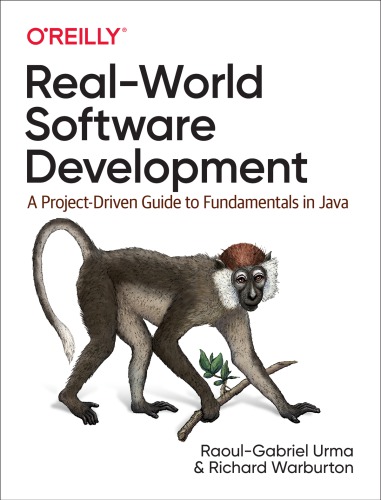 O'REILLY®
Real-World
Software
Development
A Project-Driven Guide to Fundamentals in Java
Raoul-Gabriel Urma
& Richard Warburton